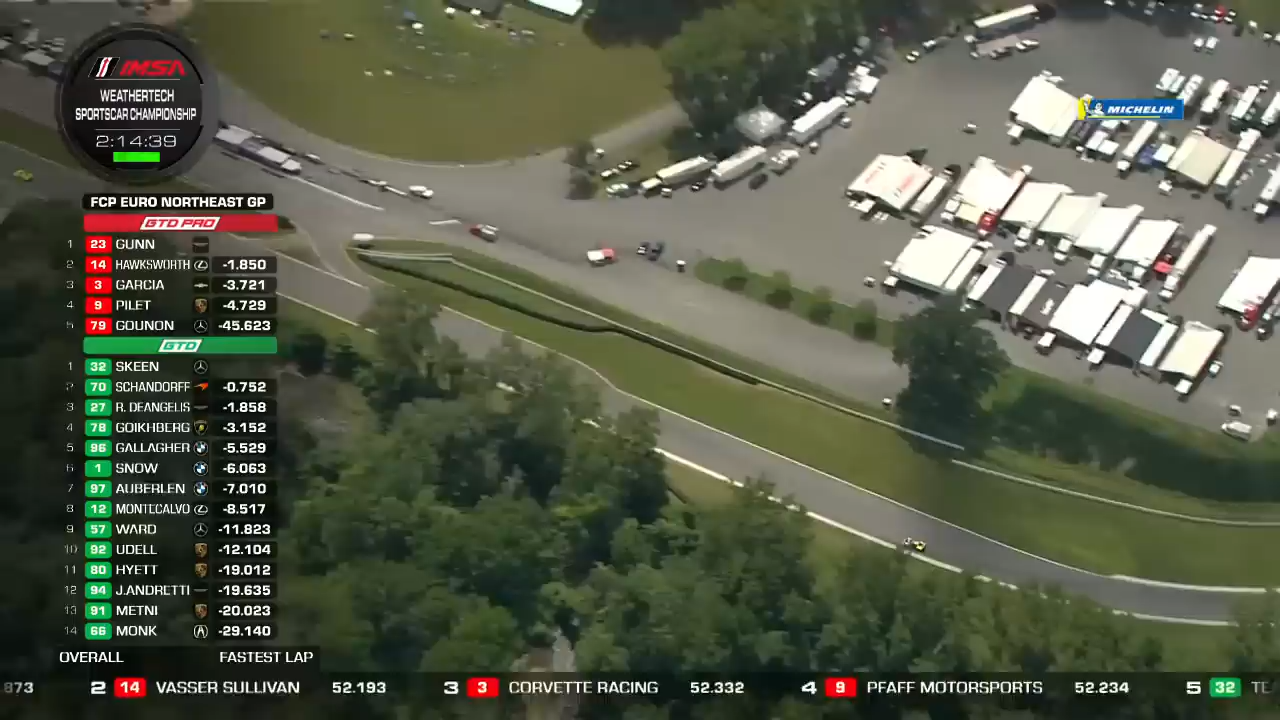 IMSA
WEATHERTECH
SPORTSCAR CHAMPIONSHIP
2:14:39
MICHELIN
FCP EURO NORTHEAST GP
GTD PRO
1 23 GUNN
2 14 HAWKSWORTH -1.850
3 3 GARCIA -3.721
4 9 PILET -4.729
5 79 GOUNON -45.623
GTD
1 32 SKEEN
2 70 SCHANDORFF -0.752
3 27 R. DEANGELIS -1.858
4 78 GOIKHBERG -3.152
5 96 GALLAGHER -5.529
6 1 SNOW -6.063
7 97 AUBERLEN -7.010
8 12 MONTECALVO -8.517
9 57 WARD -11.823
10 92 UDELL -12.104
11 80 HYETT -19.012
12 94 J.ANDRETTI -19.635
13 91 METNI -20.023
14 66 MONK -29.140
OVERALL FASTEST LAP
873 2 14 VASSER SULLIVAN 52.193 3 3 CORVETTE RACING 52.332 4 9 PFAFF MOTORSPORTS 52.234 5 32 TE